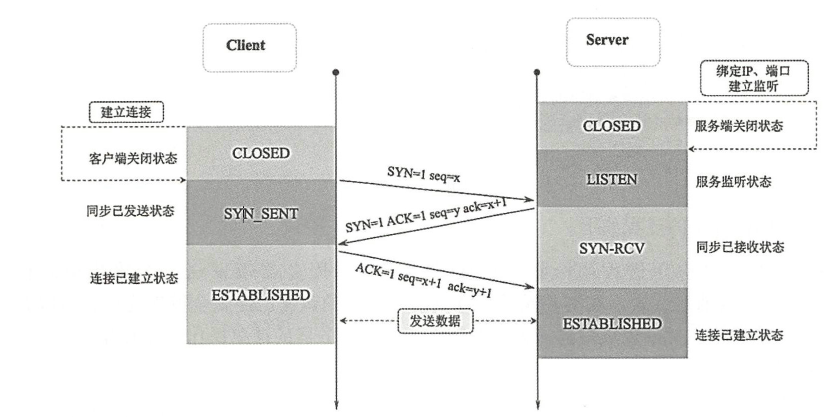 Client
Server
绑定IP、端口
建立监听
建立连接
CLOSED
服务端关闭状态
客户端关闭状态
CLOSED
SYN=1 seq=x
LISTEN
服务监听状态
同步已发送状态
SYN_SENT
SYN=1 ACK=1 seq=y ack=x+1
SYN-RCV
同步已接收状态
连接已建立状态
ESTABLISHED
ACK=1 seq=x+1 ack=y+1
发送数据
ESTABLISHED
连接已建立状态